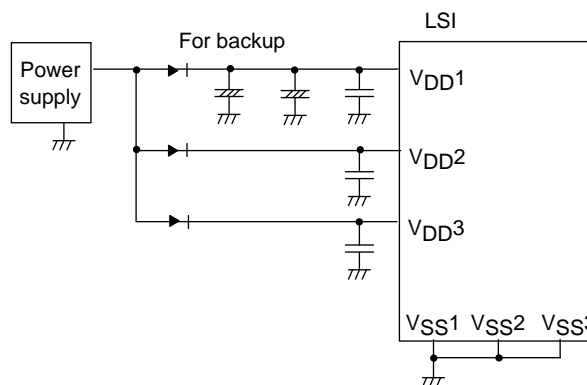 LSI
For backup
Power
supply
VDD1
VDD2
VDD3
VSS1 VSS2 VSS3